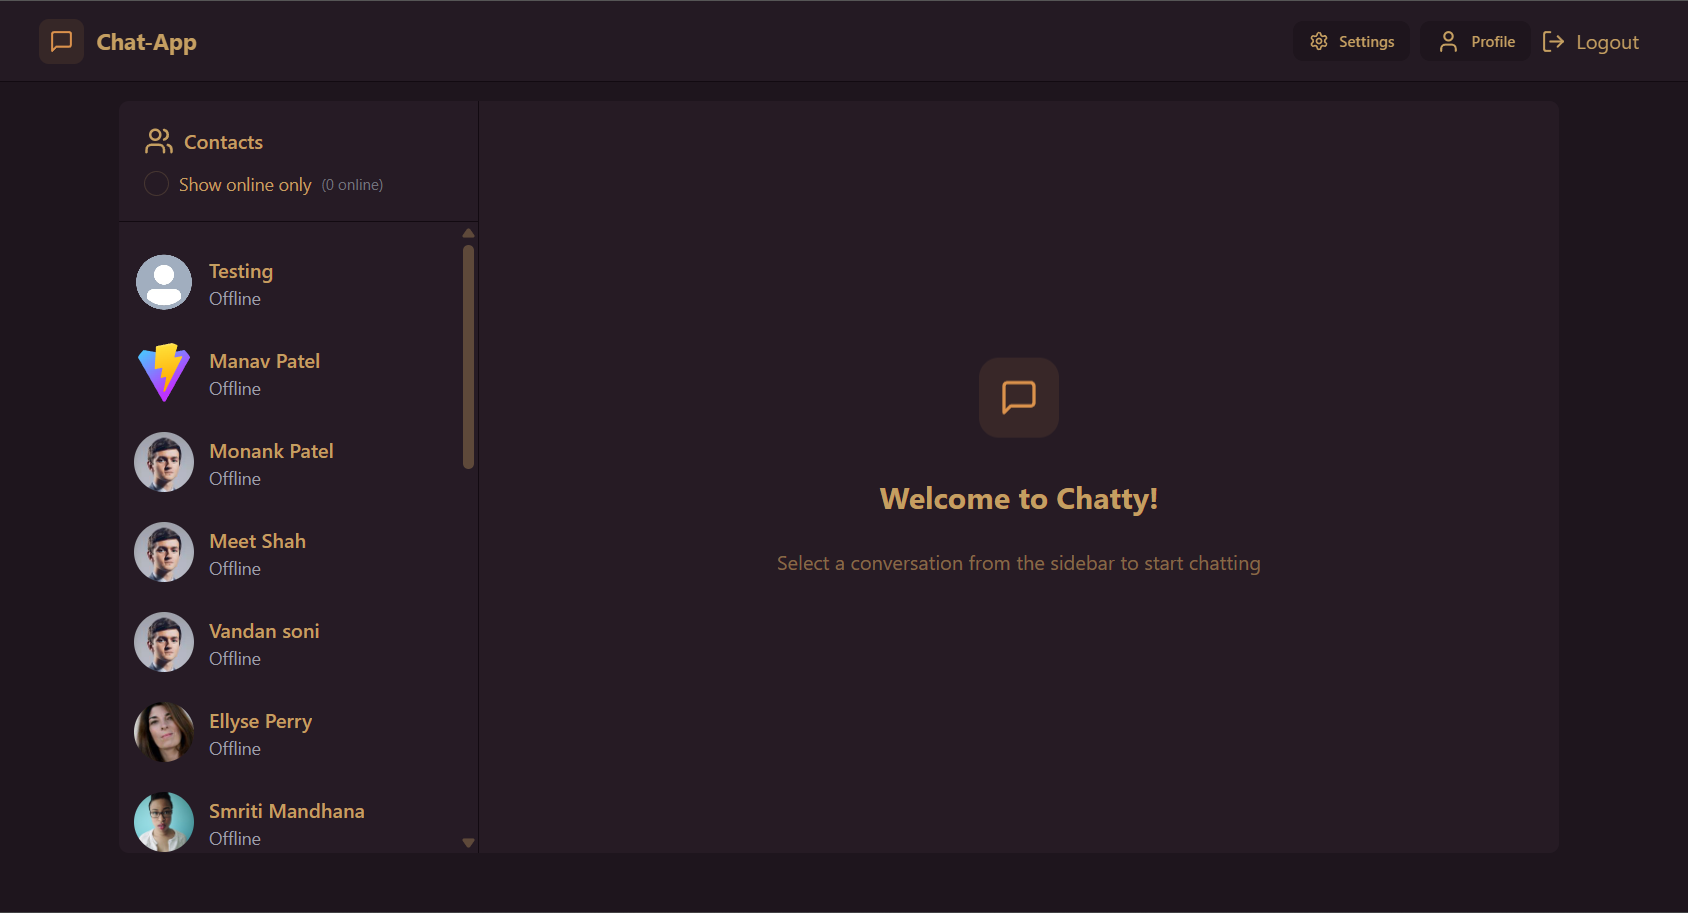 Chat-App
Settings
Profile
Logout
Contacts
Show online only (0 online)
Testing
Offline
Manav Patel
Offline
Monank Patel
Offline
Meet Shah
Offline
Vandan soni
Offline
Ellyse Perry
Offline
Smriti Mandhana
Offline
Welcome to Chatty!
Select a conversation from the sidebar to start chatting